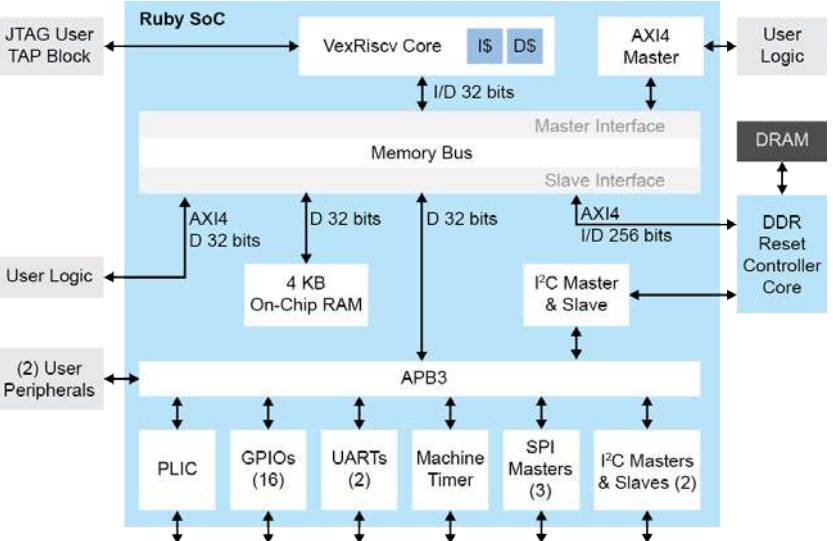 Ruby SoC
JTAG User
TAP Block
VexRiscv Core
I$
D$
AXI4
Master
User
Logic
I/D 32 bits
Master Interface
Memory Bus
Slave Interface
DRAM
AXI4
D 32 bits
D 32 bits
D 32 bits
AXI4
I/D 256 bits
DDR
Reset
Controller
Core
User Logic
4 KB
On-Chip RAM
I²C Master
& Slave
(2) User
Peripherals
APB3
PLIC
GPIOs
(16)
UARTs
(2)
Machine
Timer
SPI
Masters
(3)
I²C Masters
& Slaves (2)